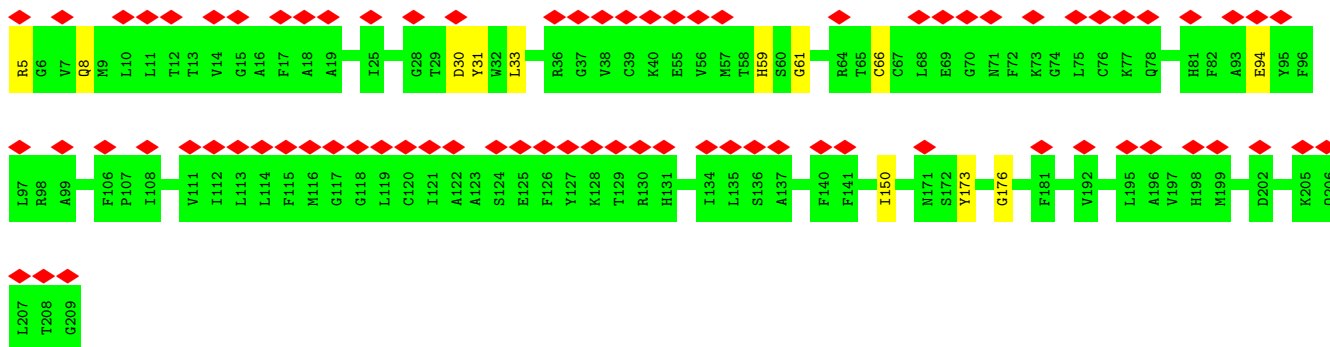 R5 G6 V7 Q8 M9 L10 L11 T12 T13 V14 G15 A16 F17 A18 A19 I25 G28 T29 D30 Y31 W32 L33 R36 G37 V38 C39 K40 E55 V56 M57 T58 H59 S60 G61 R64 T65 C66 C67 L68 E69 G70 N71 F72 K73 G74 L75 C76 K77 Q78 H81 F82 A93 E94 Y95 F96
L97 R98 A99 F106 P107 I108 V111 I112 L113 L114 F115 M116 G117 G118 L119 C120 I121 A122 A123 S124 E125 F126 Y127 K128 T129 R130 H131 I134 L135 S136 A137 F140 F141 I150 N171 S172 Y173 G176 F181 V192 L195 A196 V197 H198 M199 D202 K205
L207 T208 G209